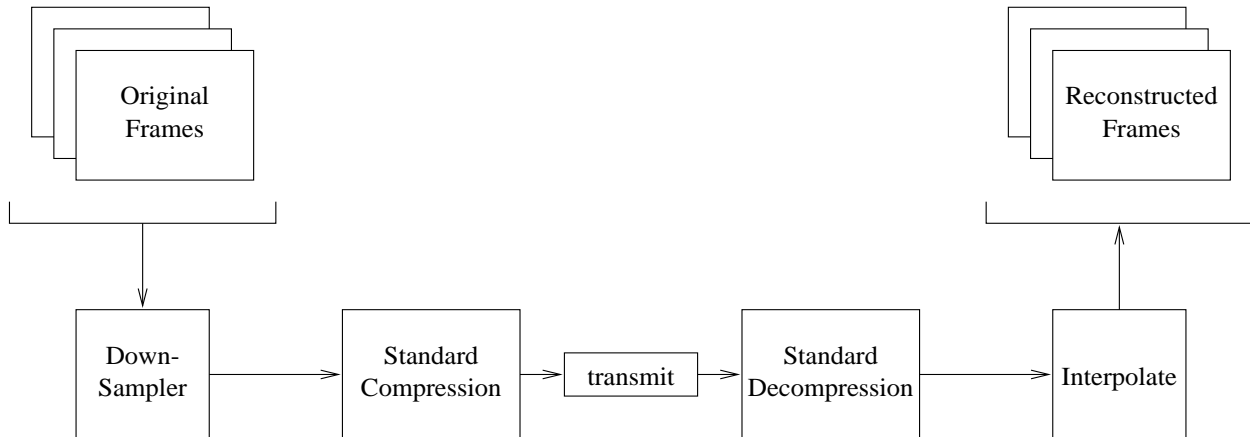 Original
Frames
Reconstructed
Frames
Down-
Sampler
Standard
Compression
transmit
Standard
Decompression
Interpolate